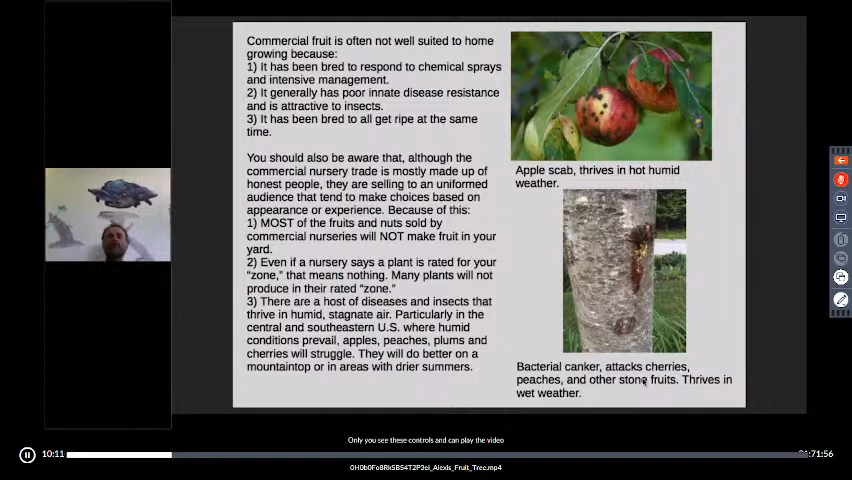 Commercial fruit is often not well suited to home
growing because:
1) It has been bred to respond to chemical sprays
and intensive management.
2) It generally has poor innate disease resistance
and is attractive to insects.
3) It has been bred to all get ripe at the same
time.
You should also be aware that, although the
commercial nursery trade is mostly made up of
honest people, they are selling to an uniformed
audience that tend to make choices based on
appearance or experience. Because of this:
1) MOST of the fruits and nuts sold by
commercial nurseries will NOT make fruit in your
yard.
2) Even if a nursery says a plant is rated for your
“zone,” that means nothing. Many plants will not
produce in their rated “zone.”
3) There are a host of diseases and insects that
thrive in humid, stagnate air. Particularly in the
central and southeastern U.S. where humid
conditions prevail, apples, peaches, plums and
cherries will struggle. They will do better on a
mountaintop or in areas with drier summers.
Apple scab, thrives in hot humid
weather.
Bacterial canker, attacks cherries,
peaches, and other stone fruits. Thrives in
wet weather.
Only you see these controls and can play the video
10:11